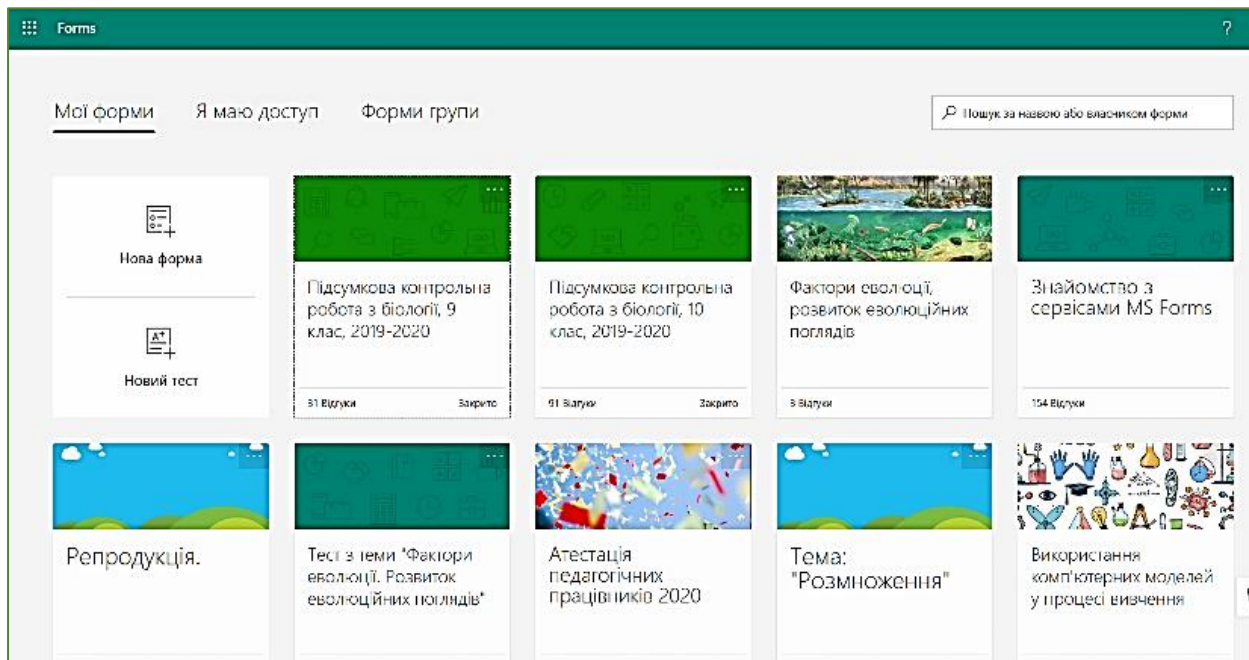 Forms
?
Мої форми Я маю доступ Форми групи
Пошук за назвою або власником форми
Нова форма
Новий тест
Підсумкова контрольна
робота з біології, 9
клас, 2019-2020
31 Відгуки Закрито
Підсумкова контрольна
робота з біології, 10
клас, 2019-2020
91 Відгуки Закрито
Фактори еволюції,
розвиток еволюційних
поглядів
3 Відгуки
Знайомство з
сервісами MS Forms
154 Відгуки
Репродукція.
Тест з теми "Фактори
еволюції. Розвиток
еволюційних поглядів"
Атестація
педагогічних
працівників 2020
Тема:
"Розмноження"
Використання
комп'ютерних моделей
у процесі вивчення